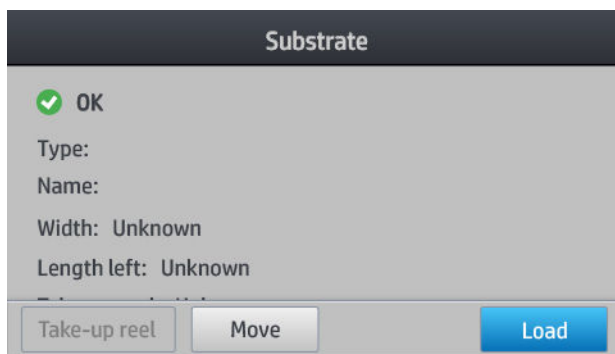 Substrate
OK
Type:
Name:
Width: Unknown
Length left: Unknown
Take-up reel Move Load